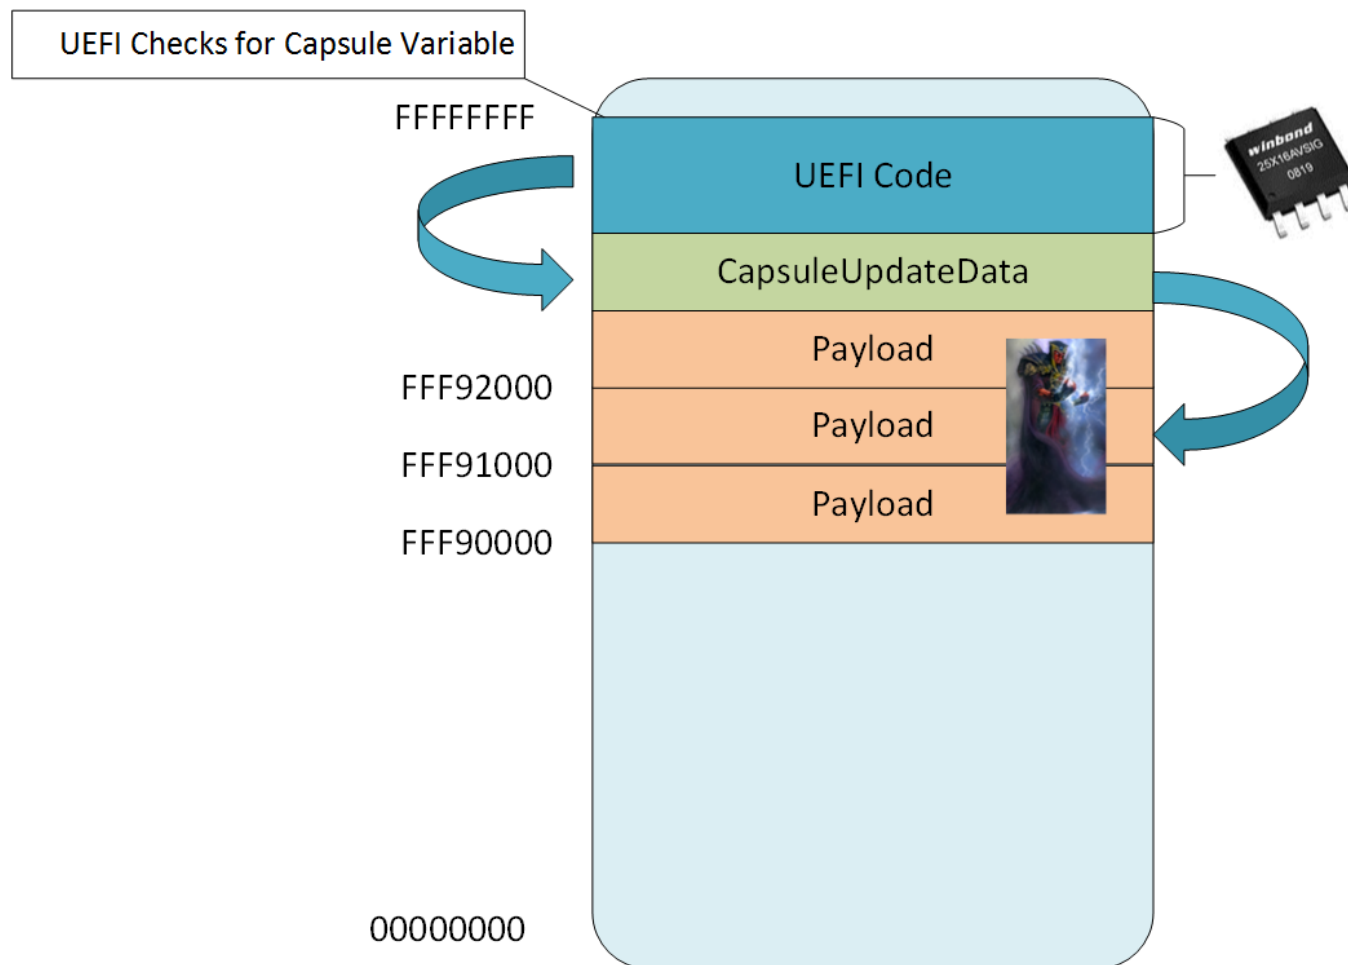 UEFI Checks for Capsule Variable
FFFFFFFF
UEFI Code
winbond
25X16AVSIG
0819
CapsuleUpdateData
Payload
FFF92000
Payload
FFF91000
Payload
FFF90000
00000000